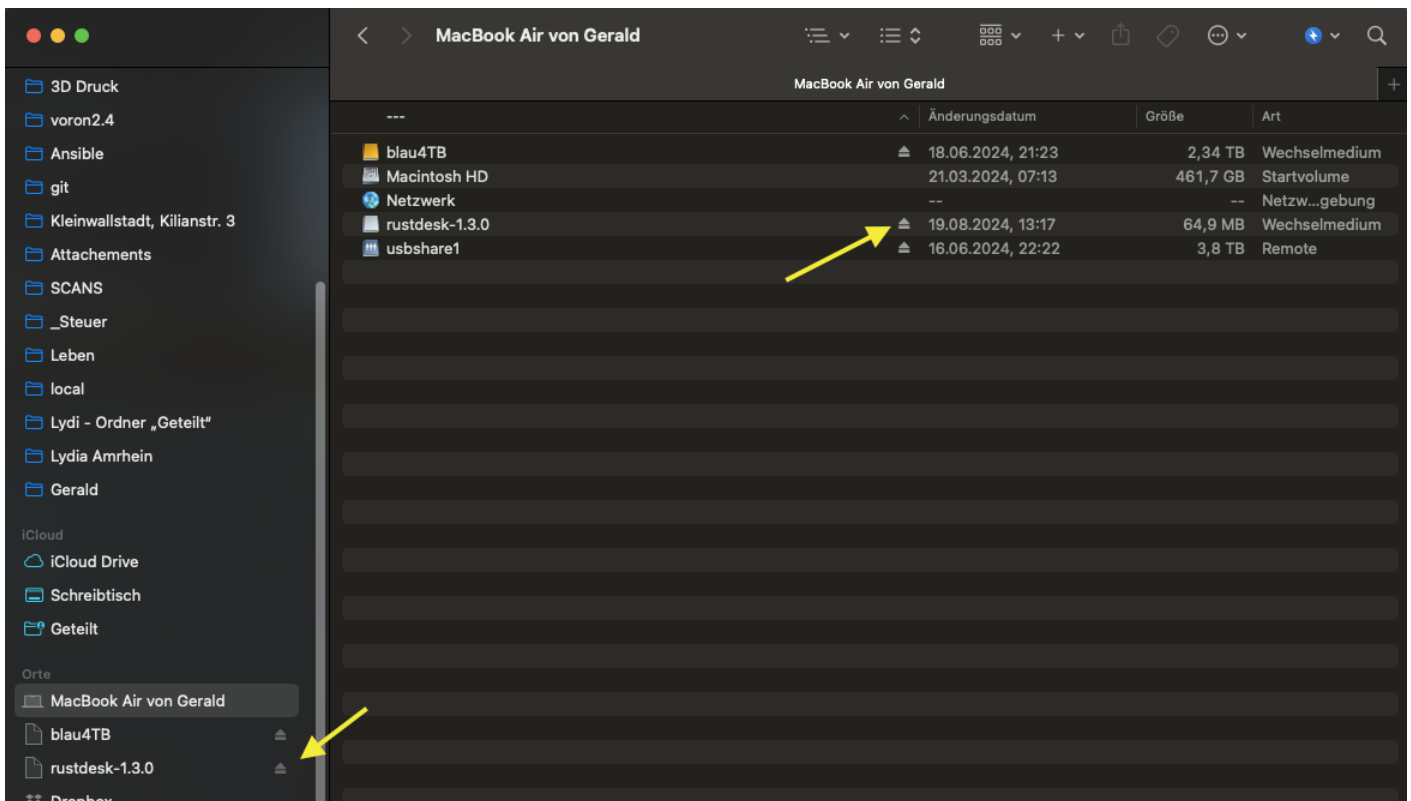 MacBook Air von Gerald
MacBook Air von Gerald
--- Änderungsdatum Größe Art
blau4TB 18.06.2024, 21:23 2,34 TB Wechselmedium
Macintosh HD 21.03.2024, 07:13 461,7 GB Startvolume
Netzwerk -- -- Netzw...gebung
rustdesk-1.3.0 19.08.2024, 13:17 64,9 MB Wechselmedium
usbshare1 16.06.2024, 22:22 3,8 TB Remote
3D Druck
voron2.4
Ansible
git
Kleinwallstadt, Kilianstr. 3
Attachements
SCANS
_Steuer
Leben
local
Lydi - Ordner „Geteilt“
Lydia Amrhein
Gerald
iCloud
iCloud Drive
Schreibtisch
Geteilt
Orte
MacBook Air von Gerald
blau4TB
rustdesk-1.3.0
Dropbox